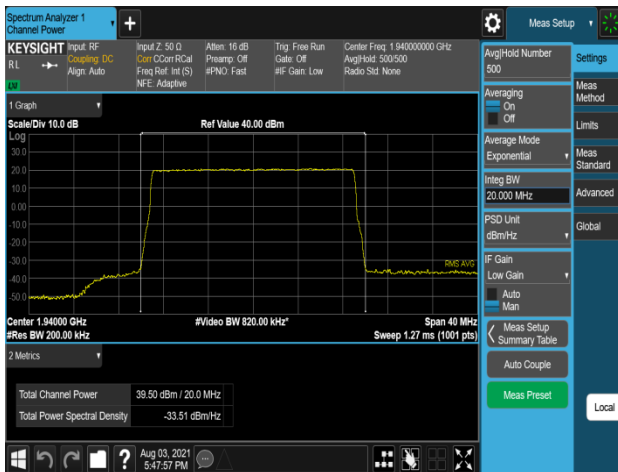 Spectrum Analyzer 1
Channel Power
Meas Setup
KEYSIGHT
RL
LXI
Input: RF
Coupling: DC
Align: Auto
Input Z: 50 Ω
Corr CCorr RCal
Freq Ref: Int (S)
NFE: Adaptive
Atten: 16 dB
Preamp: Off
#PNO: Fast
Trig: Free Run
Gate: Off
#IF Gain: Low
Center Freq: 1.940000000 GHz
Avg|Hold: 500/500
Radio Std: None
1 Graph
Scale/Div 10.0 dB
Ref Value 40.00 dBm
Log
30.0
20.0
10.0
0.00
-10.0
-20.0
-30.0
-40.0
-50.0
RMS AVG
Center 1.94000 GHz
#Res BW 200.00 kHz
#Video BW 820.00 kHz*
Span 40 MHz
Sweep 1.27 ms (1001 pts)
2 Metrics
Total Channel Power 39.50 dBm / 20.0 MHz
Total Power Spectral Density -33.51 dBm/Hz
Avg|Hold Number
500
Averaging
On
Off
Average Mode
Exponential
Integ BW
20.000 MHz
PSD Unit
dBm/Hz
IF Gain
Low Gain
Auto
Man
Meas Setup
Summary Table
Auto Couple
Meas Preset
Settings
Meas
Method
Limits
Meas
Standard
Advanced
Global
Local
?
Aug 03, 2021
5:47:57 PM